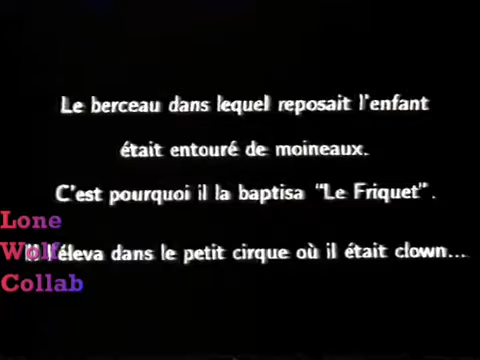 Le berceau dans lequel reposait l'enfant
était entouré de moineaux.
C'est pourquoi il la baptisa "Le Friquet".
l'éleva dans le petit cirque où il était clown...
Lone
Wolf
Collab